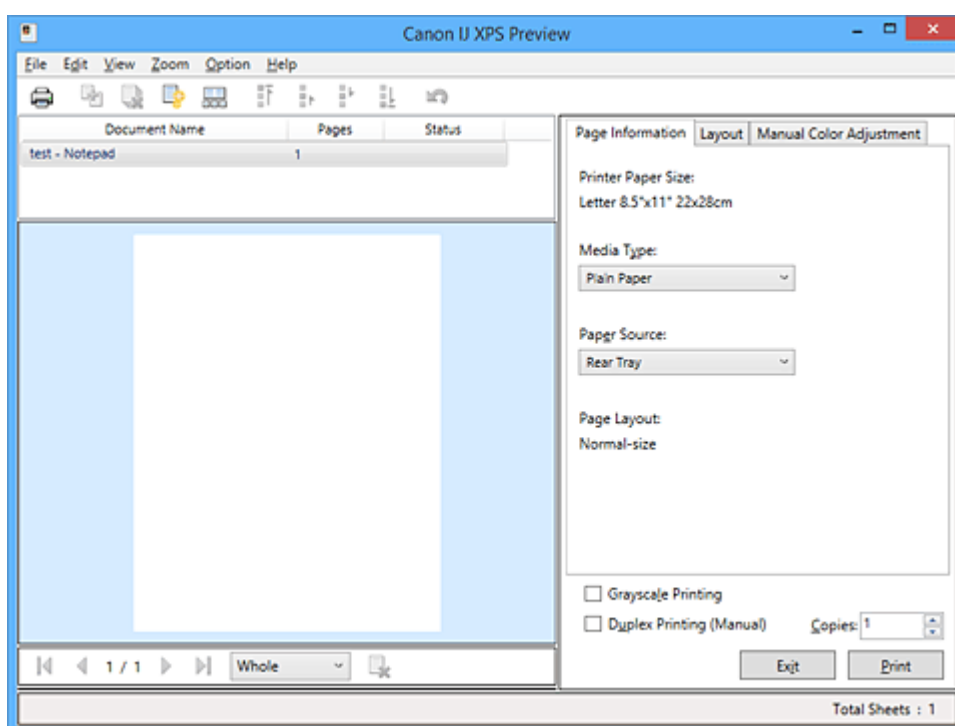 Canon IJ XPS Preview
File Edit View Zoom Option Help
Document Name Pages Status
test - Notepad 1
Page Information Layout Manual Color Adjustment
Printer Paper Size:
Letter 8.5"x11" 22x28cm
Media Type:
Plain Paper
Paper Source:
Rear Tray
Page Layout:
Normal-size
Grayscale Printing
Duplex Printing (Manual) Copies: 1
1 / 1 Whole
Exit Print
Total Sheets : 1